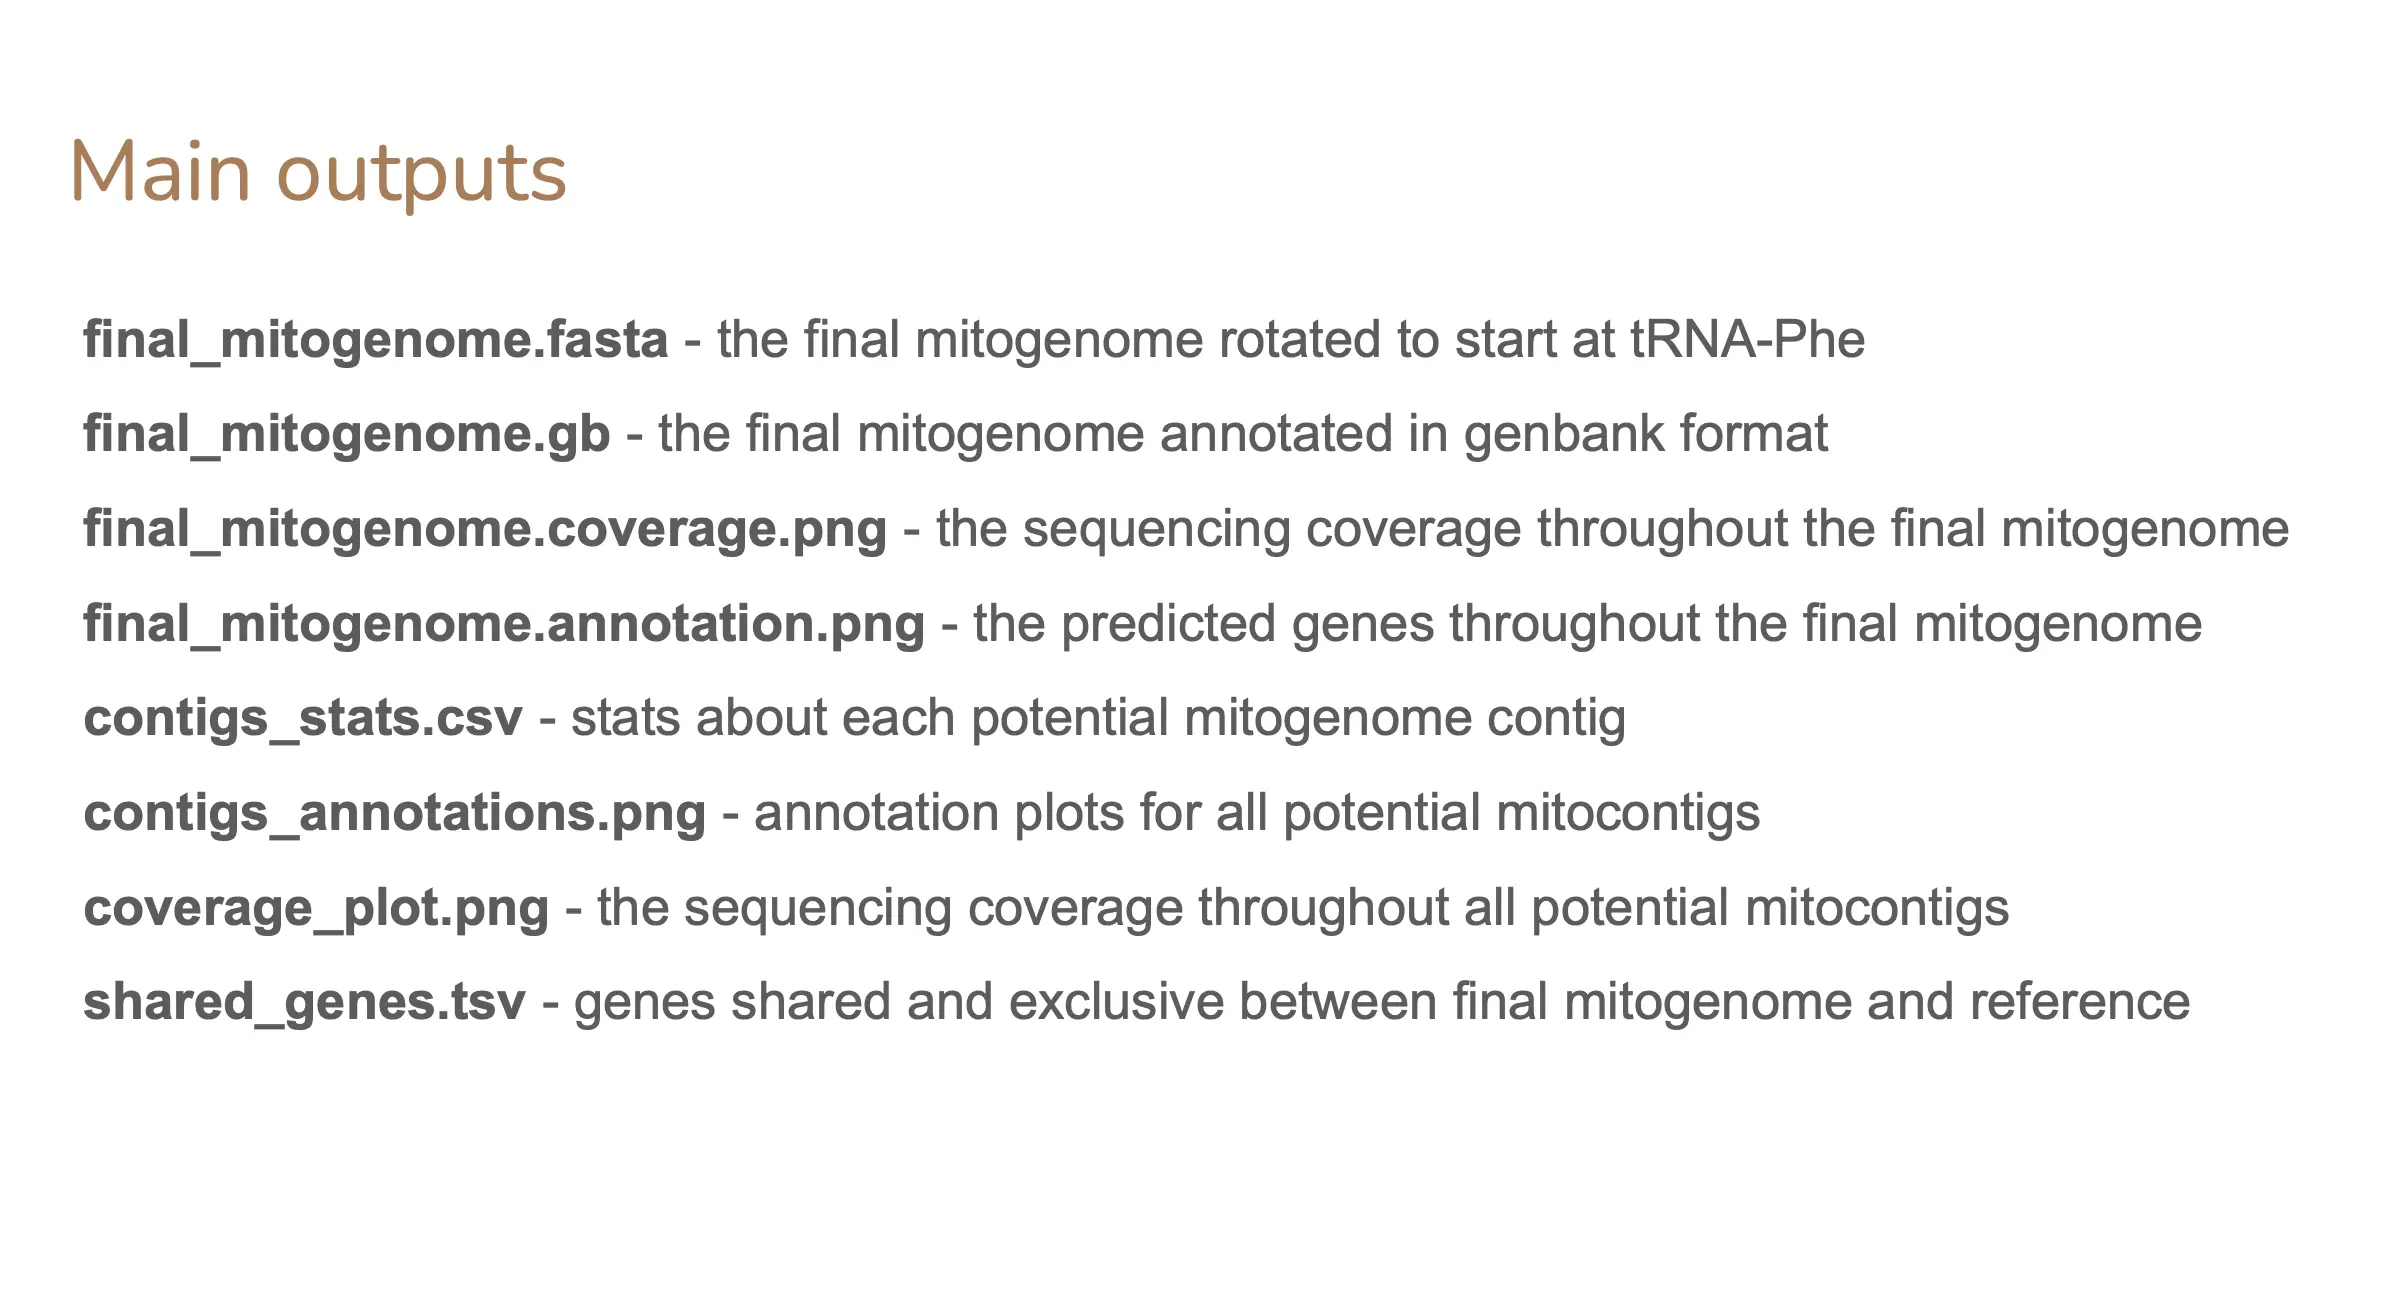 Main outputs
final_mitogenome.fasta - the final mitogenome rotated to start at tRNA-Phe
final_mitogenome.gb - the final mitogenome annotated in genbank format
final_mitogenome.coverage.png - the sequencing coverage throughout the final mitogenome
final_mitogenome.annotation.png - the predicted genes throughout the final mitogenome
contigs_stats.csv - stats about each potential mitogenome contig
contigs_annotations.png - annotation plots for all potential mitocontigs
coverage_plot.png - the sequencing coverage throughout all potential mitocontigs
shared_genes.tsv - genes shared and exclusive between final mitogenome and reference